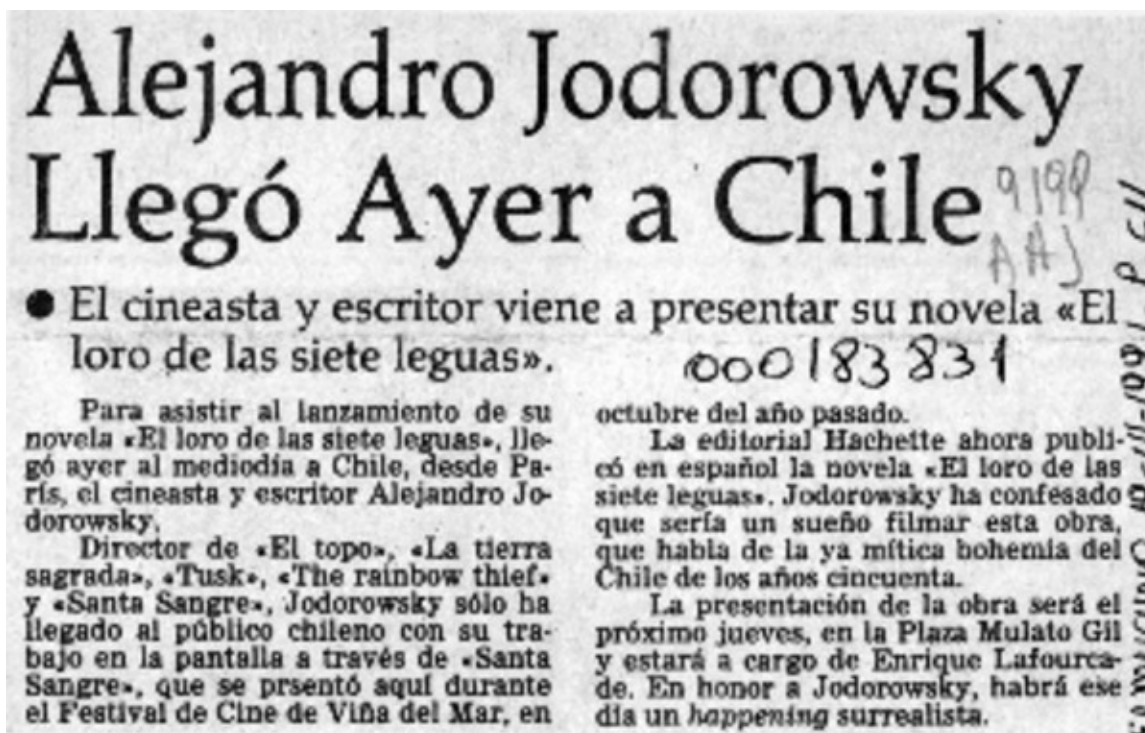 Alejandro Jodorowsky
Llegó Ayer a Chile
● El cineasta y escritor viene a presentar su novela «El
loro de las siete leguas».
000183831
Para asistir al lanzamiento de su
novela «El loro de las siete leguas», lle-
gó ayer al mediodía a Chile, desde Pa-
rís, el cineasta y escritor Alejandro Jo-
dorowsky.
Director de «El topo», «La tierra
sagrada», «Tusk», «The rainbow thief»
y «Santa Sangre», Jodorowsky sólo ha
llegado al público chileno con su tra-
bajo en la pantalla a través de «Santa
Sangre», que se prsentó aquí durante
el Festival de Cine de Viña del Mar, en
octubre del año pasado.
La editorial Hachette ahora publi-
có en español la novela «El loro de las
siete leguas». Jodorowsky ha confesado
que sería un sueño filmar esta obra,
que habla de la ya mítica bohemia del
Chile de los años cincuenta.
La presentación de la obra será el
próximo jueves, en la Plaza Mulato Gil
y estará a cargo de Enrique Lafourca-
de. En honor a Jodorowsky, habrá ese
día un happening surrealista.
AAJ